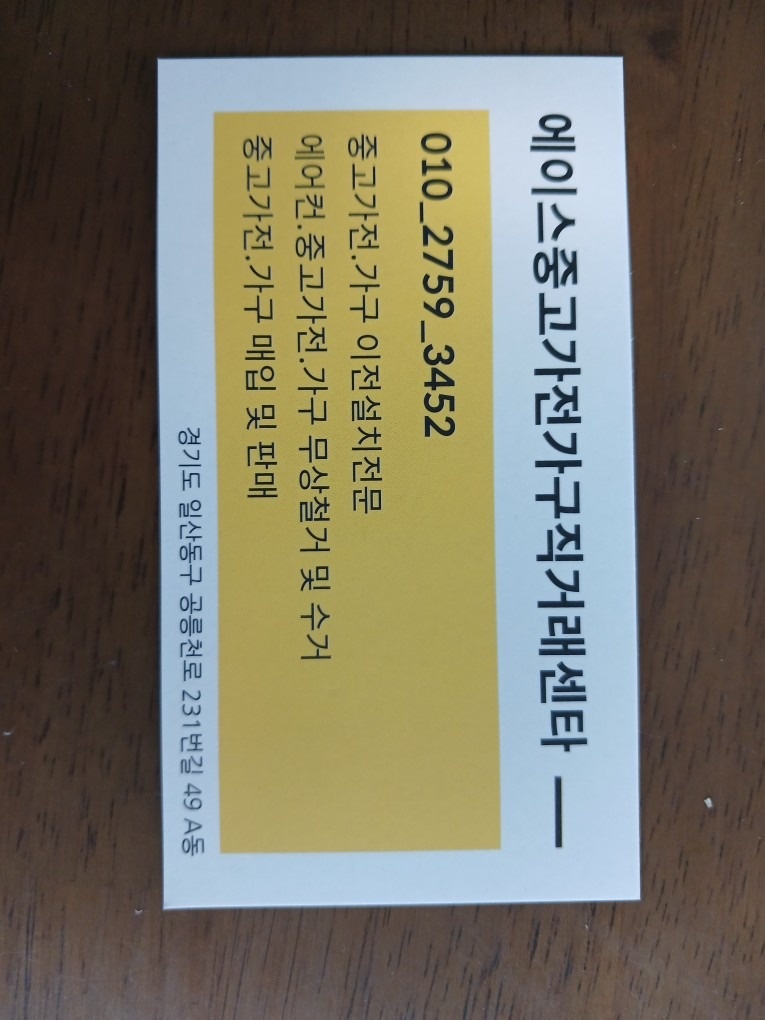 에이스중고가전가구직거래센타 —
010_2759_3452
중고가전.가구 이전설치전문
에어컨.중고가전.가구 무상철거 및 수거
중고가전.가구 매입 및 판매
경기도 일산동구 공릉천로 231번길 49 A동